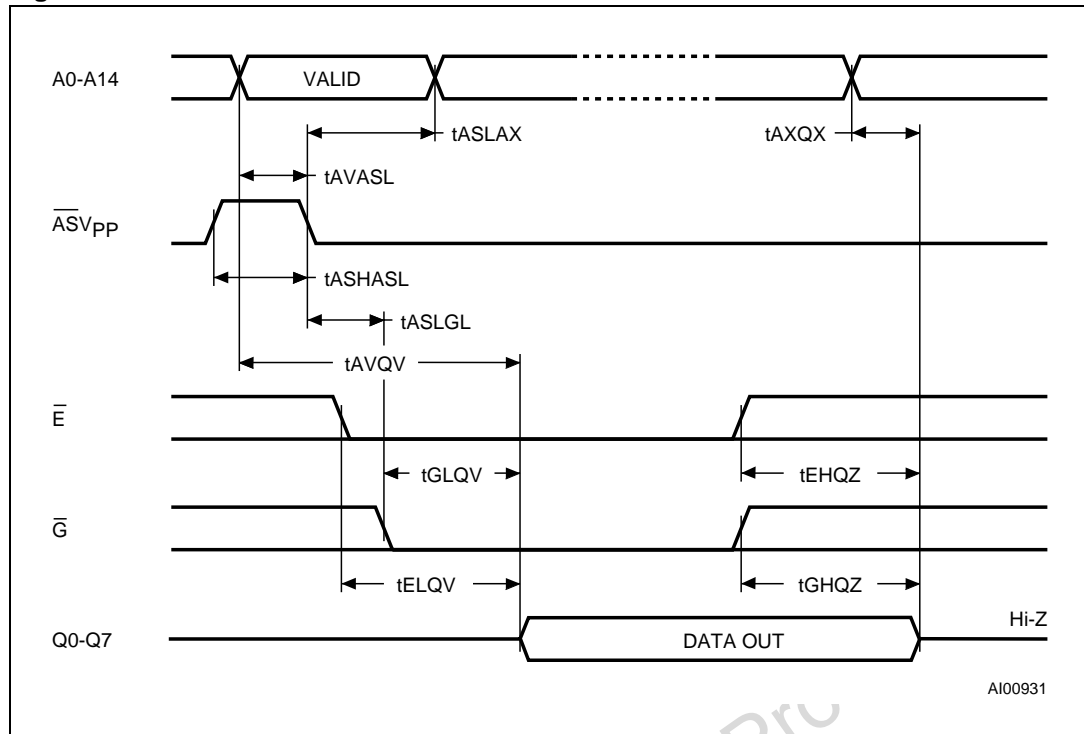 A0-A14
VALID
tASLAX
tAXQX
tAVASL
A̅S̅VPP
tASHASL
tASLGL
tAVQV
E̅
tGLQV
tEHQZ
G̅
tELQV
tGHQZ
Q0-Q7
DATA OUT
Hi-Z
AI00931